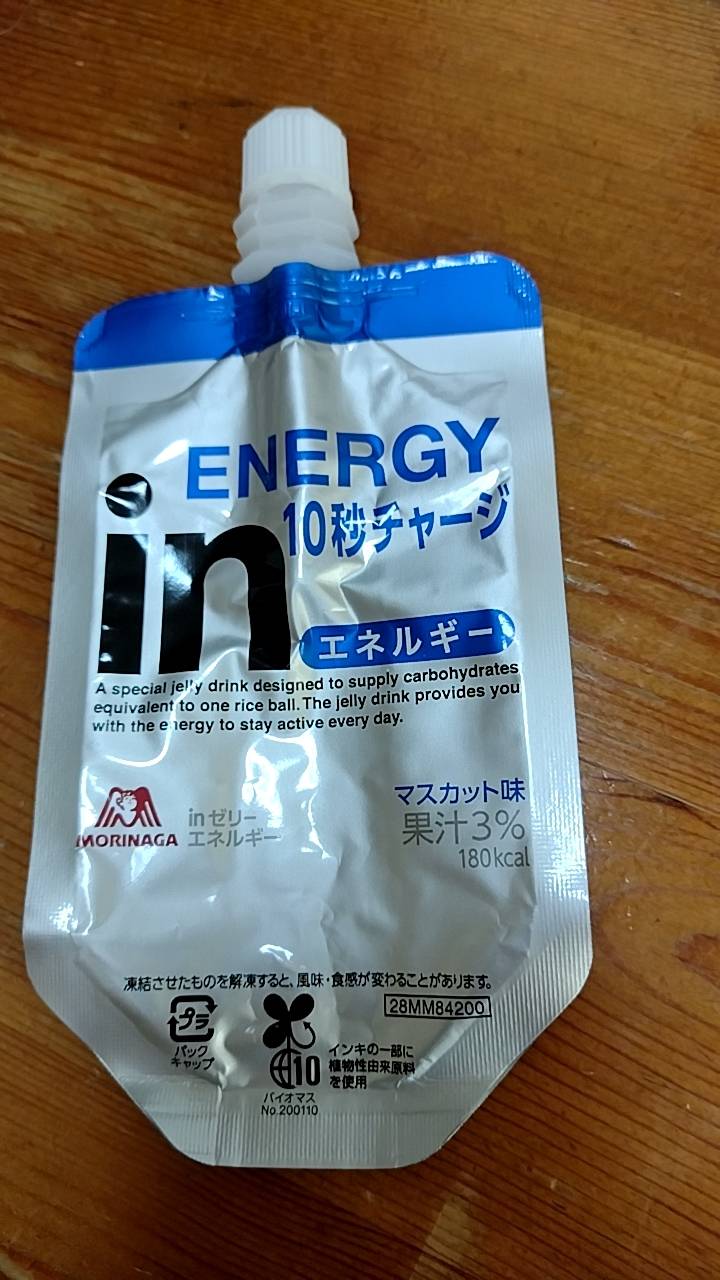 ENERGY
in
10秒チャージ
エネルギー
A special jelly drink designed to supply carbohydrates
equivalent to one rice ball. The jelly drink provides you
with the energy to stay active every day.
MORINAGA
inゼリー
エネルギー
マスカット味
果汁3%
180kcal
凍結させたものを解凍すると、風味・食感が変わることがあります。
28MM84200
プラ
パック
キャップ
10
バイオマス
No.200110
インキの一部に
植物性由来原料
を使用